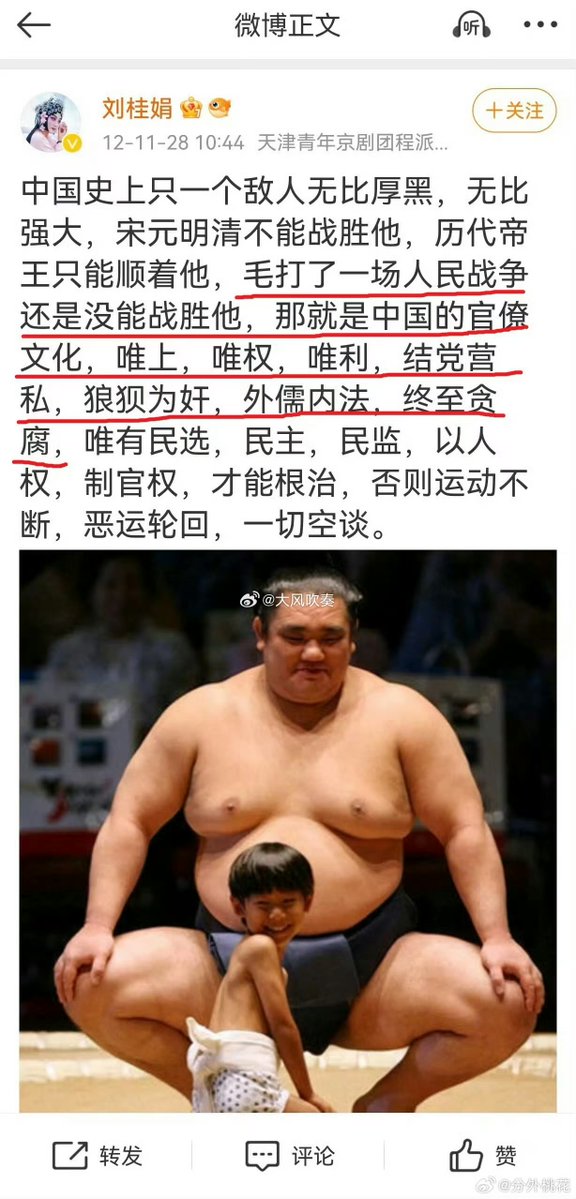 微博正文
听
刘桂娟
+关注
12-11-28 10:44 天津青年京剧团程派...
中国史上只一个敌人无比厚黑，无比
强大，宋元明清不能战胜他，历代帝
王只能顺着他，毛打了一场人民战争
还是没能战胜他，那就是中国的官僚
文化，唯上，唯权，唯利，结党营
私，狼狈为奸，外儒内法，终至贪
腐，唯有民选，民主，民监，以人
权，制官权，才能根治，否则运动不
断，恶运轮回，一切空谈。
@大风吹奏
转发
评论
赞
@分外桃花